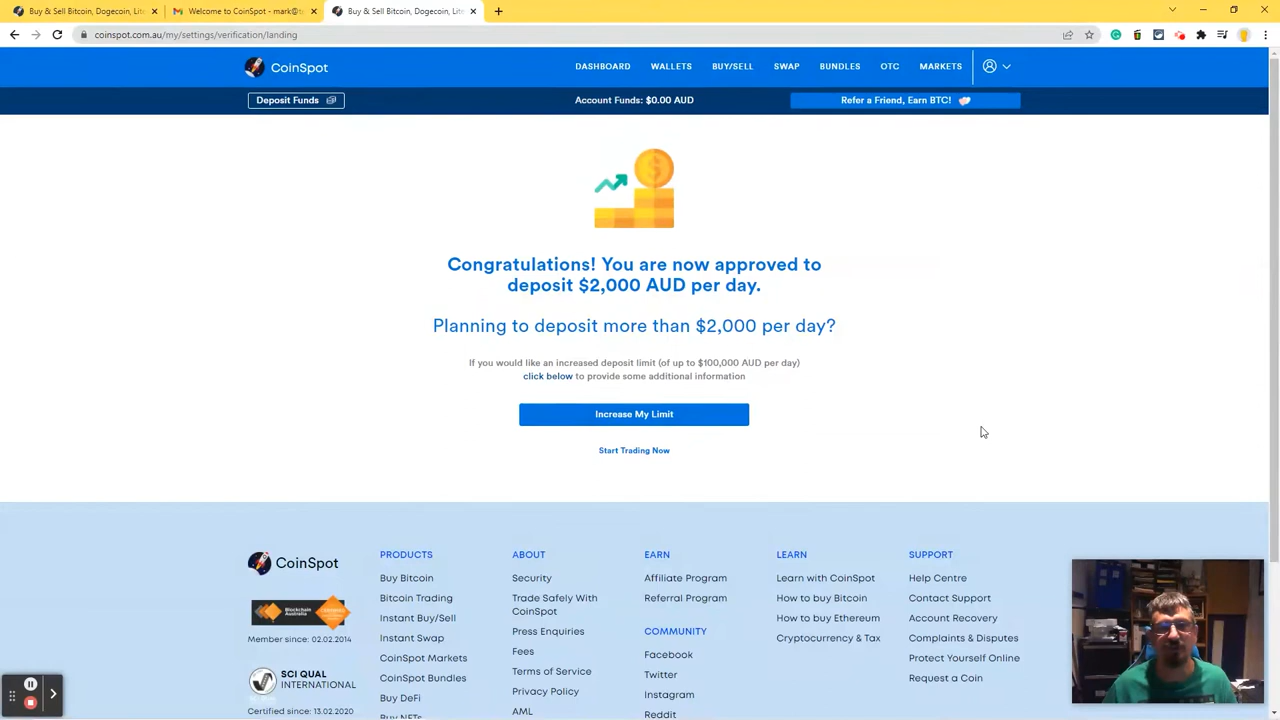 Buy & Sell Bitcoin, Dogecoin, Lite
Welcome to CoinSpot - mark@t
Buy & Sell Bitcoin, Dogecoin, Lite
coinspot.com.au/my/settings/verification/landing
CoinSpot
DASHBOARD
WALLETS
BUY/SELL
SWAP
BUNDLES
OTC
MARKETS
Deposit Funds
Account Funds: $0.00 AUD
Refer a Friend, Earn BTC!
Congratulations! You are now approved to
deposit $2,000 AUD per day.
Planning to deposit more than $2,000 per day?
If you would like an increased deposit limit (of up to $100,000 AUD per day)
click below to provide some additional information
Increase My Limit
Start Trading Now
CoinSpot
Blockchain
Australia
Member since: 02.02.2014
SCI QUAL
INTERNATIONAL
Certified since: 13.02.2020
PRODUCTS
Buy Bitcoin
Bitcoin Trading
Instant Buy/Sell
Instant Swap
CoinSpot Markets
CoinSpot Bundles
Buy DeFi
Buy NFTs
ABOUT
Security
Trade Safely With
CoinSpot
Press Enquiries
Fees
Terms of Service
Privacy Policy
AML
EARN
Affiliate Program
Referral Program
COMMUNITY
Facebook
Twitter
Instagram
Reddit
LEARN
Learn with CoinSpot
How to buy Bitcoin
How to buy Ethereum
Cryptocurrency & Tax
SUPPORT
Help Centre
Contact Support
Account Recovery
Complaints & Disputes
Protect Yourself Online
Request a Coin